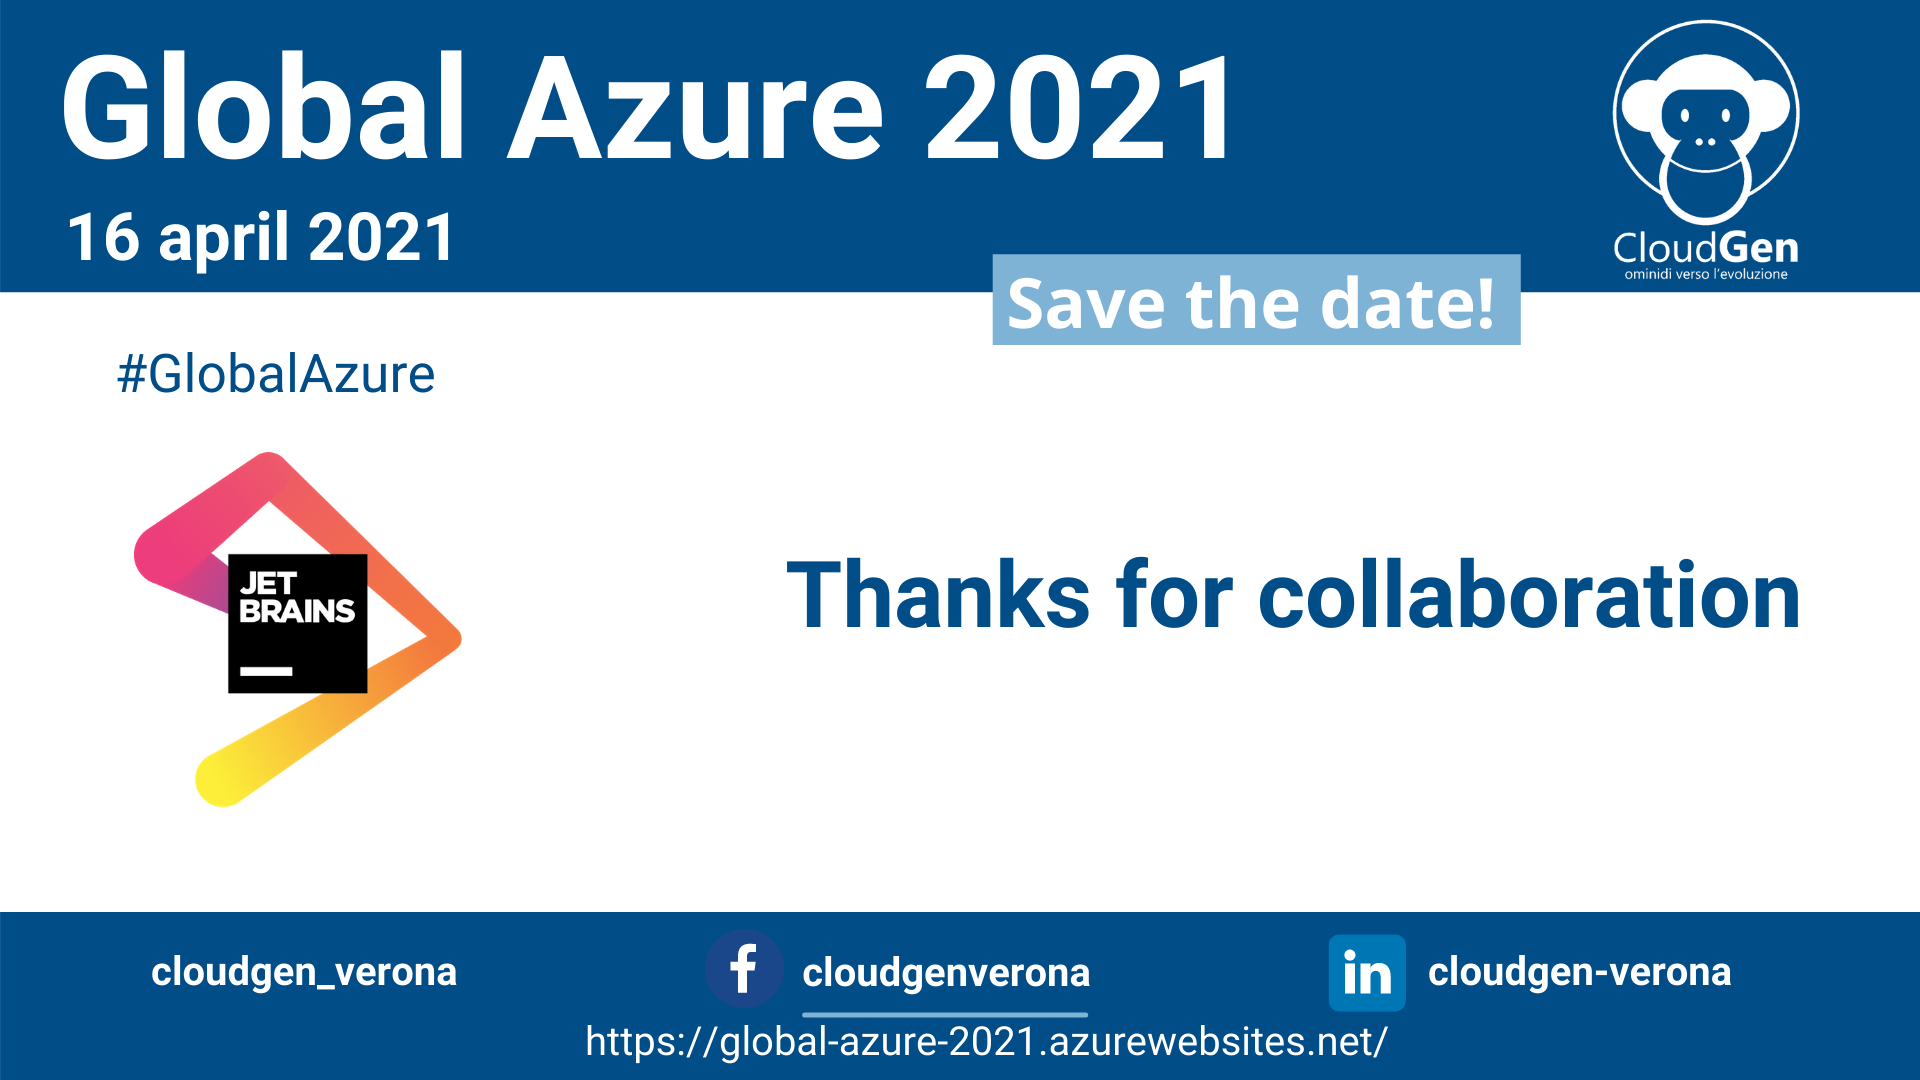 Global Azure 2021
16 april 2021
CloudGen
ominidi verso l'evoluzione
Save the date!
#GlobalAzure
JET
BRAINS
Thanks for collaboration
cloudgen_verona
f cloudgenverona
in cloudgen-verona
https://global-azure-2021.azurewebsites.net/